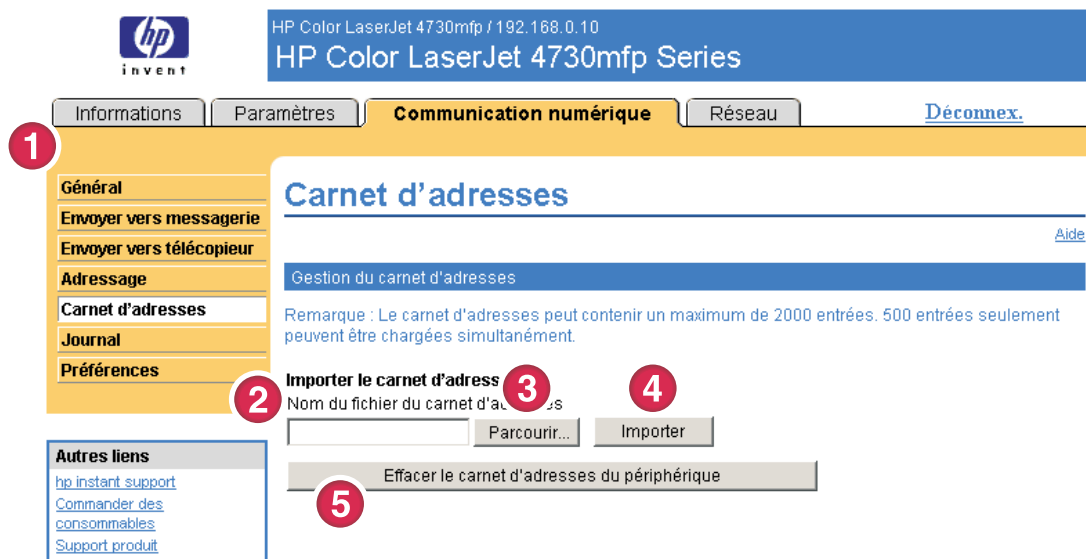 hp
invent
HP Color LaserJet 4730mfp / 192.168.0.10
HP Color LaserJet 4730mfp Series
Informations
Paramètres
Communication numérique
Réseau
Déconnex.
1
Général
Envoyer vers messagerie
Envoyer vers télécopieur
Adressage
Carnet d'adresses
Journal
Préférences
Autres liens
hp instant support
Commander des
consommables
Support produit
Carnet d'adresses
Aide
Gestion du carnet d'adresses
Remarque : Le carnet d'adresses peut contenir un maximum de 2000 entrées. 500 entrées seulement
peuvent être chargées simultanément.
Importer le carnet d'adress
3
4
2
Nom du fichier du carnet
Parcourir...
Importer
Effacer le carnet d'adresses du périphérique
5